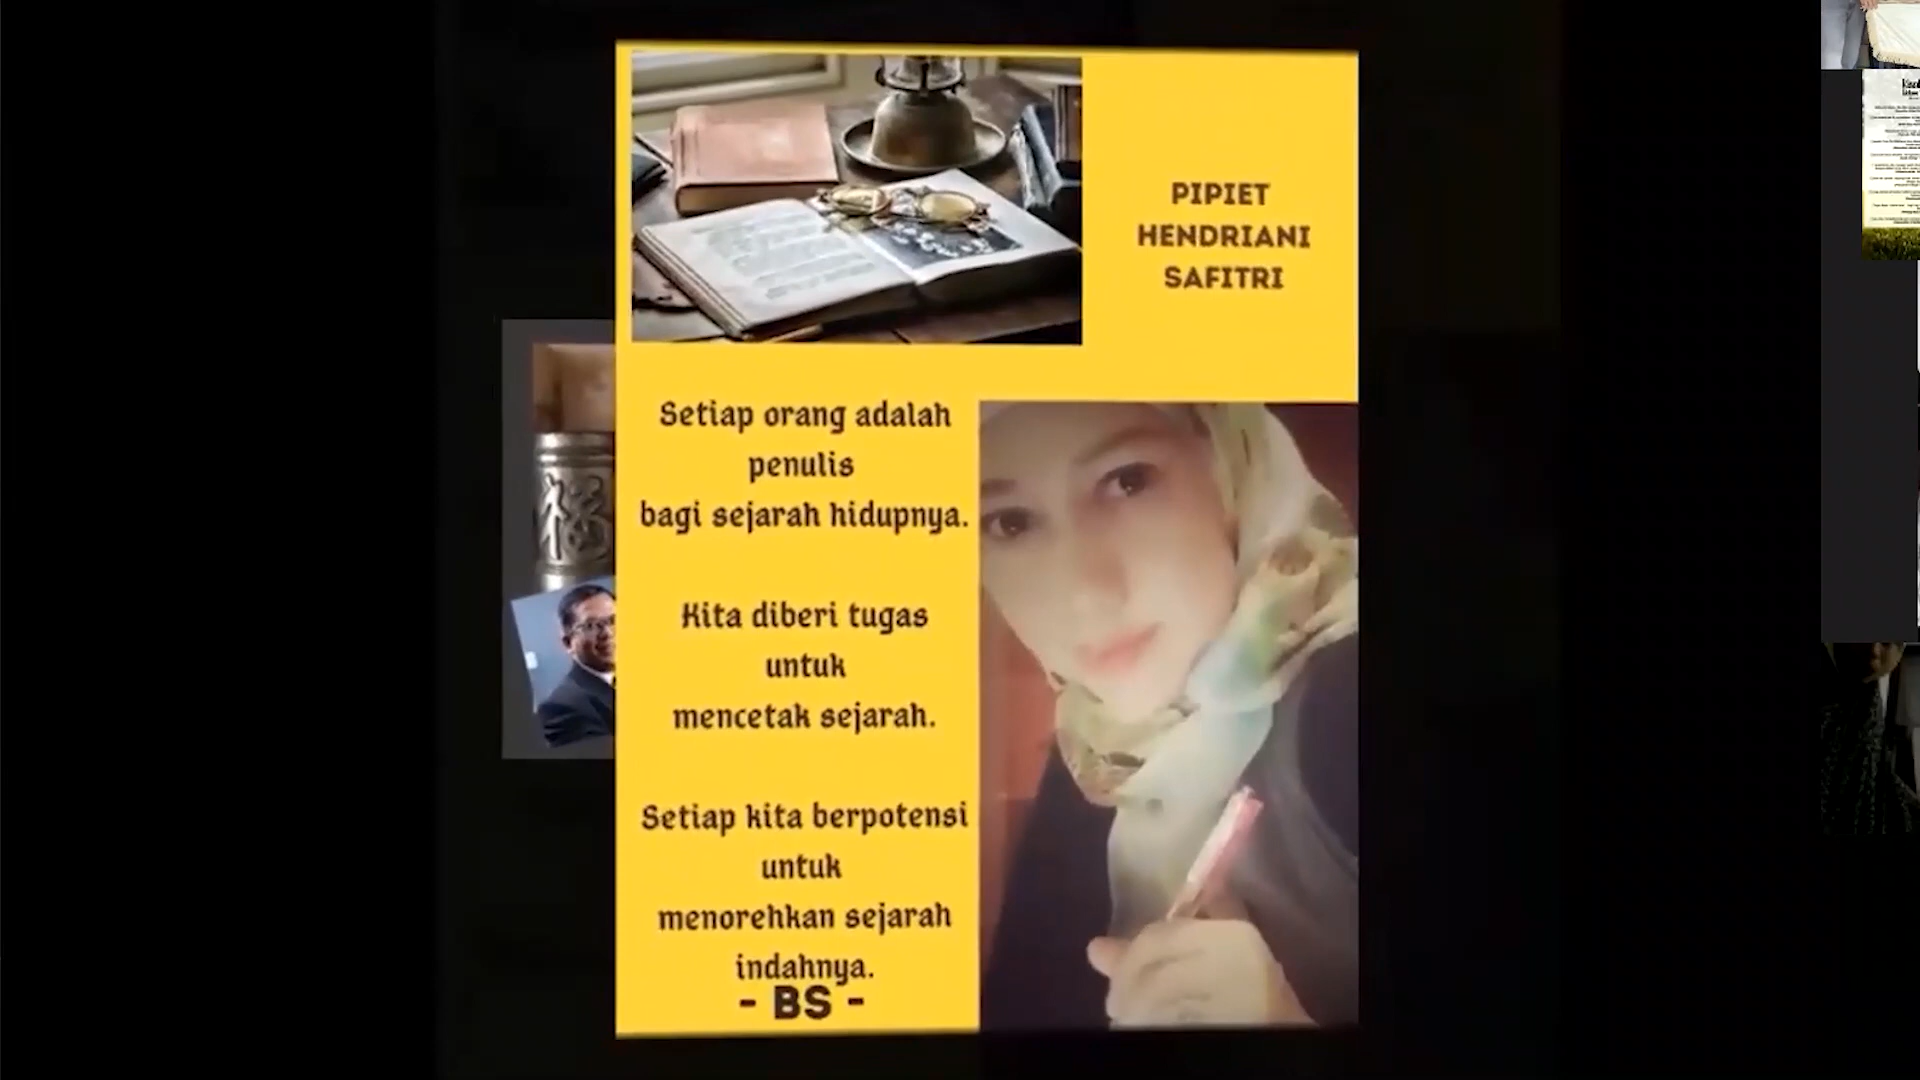 PIPIET
HENDRIANI
SAFITRI
Setiap orang adalah
penulis
bagi sejarah hidupnya.
Kita diberi tugas
untuk
mencetak sejarah.
Setiap kita berpotensi
untuk
menorehkan sejarah
indahnya.
- BS -